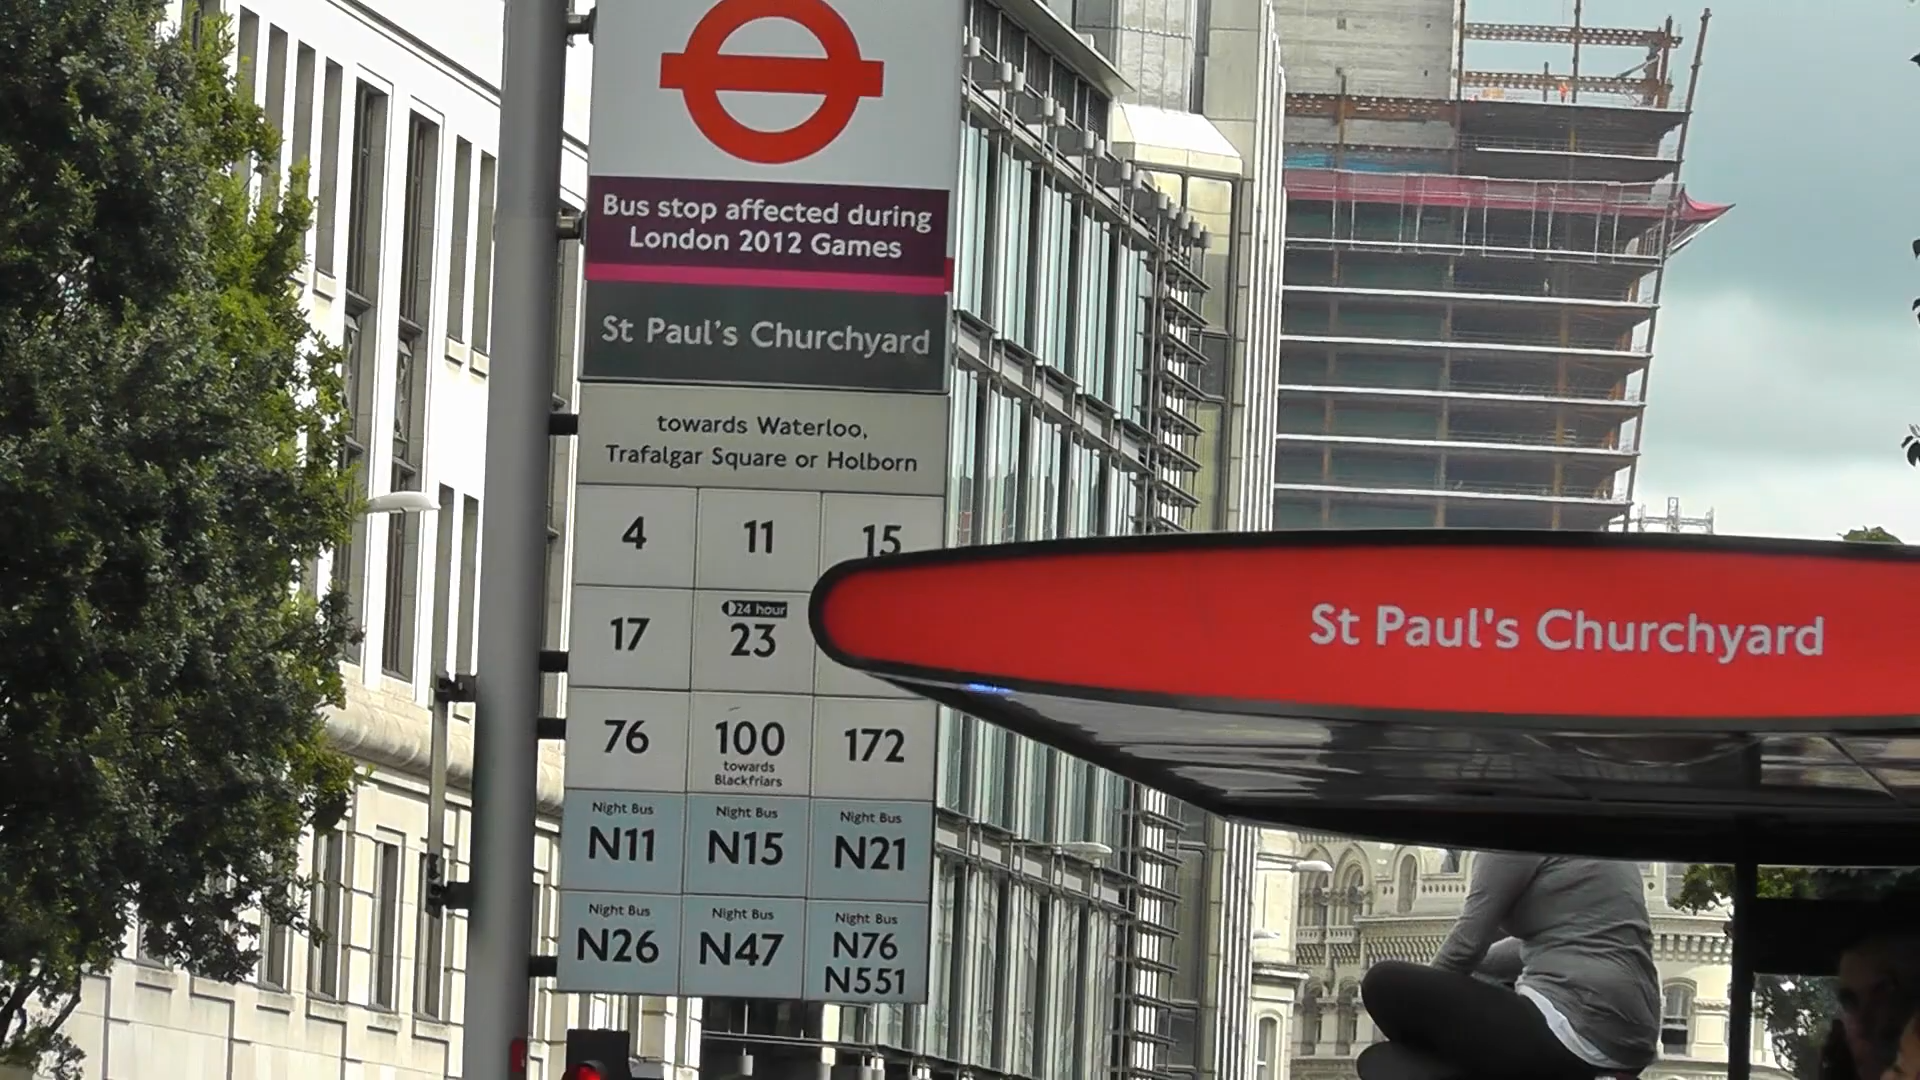 Bus stop affected during
London 2012 Games
St Paul's Churchyard
towards Waterloo,
Trafalgar Square or Holborn
4 11 15
17 24 hour 23
76 100 towards Blackfriars 172
Night Bus Night Bus Night Bus
N11 N15 N21
Night Bus Night Bus Night Bus
N26 N47 N76
N551
St Paul's Churchyard